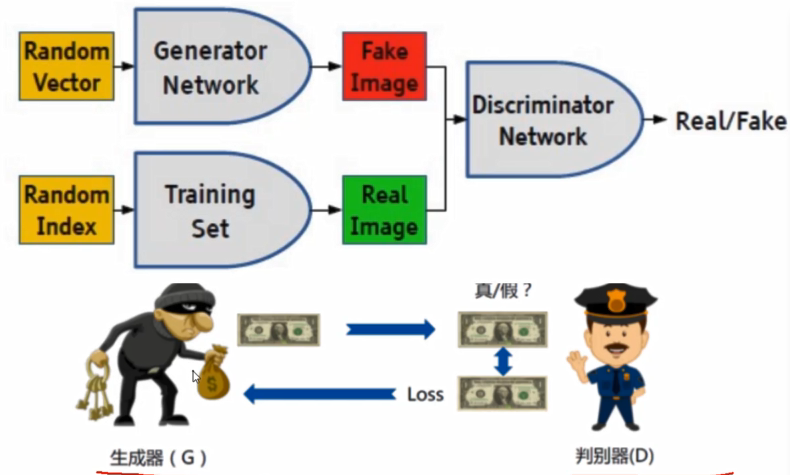 Random
Vector
Generator
Network
Fake
Image
Discriminator
Network
Real/Fake
Random
Index
Training
Set
Real
Image
真/假？
$
Loss
生成器（G）
判别器(D)